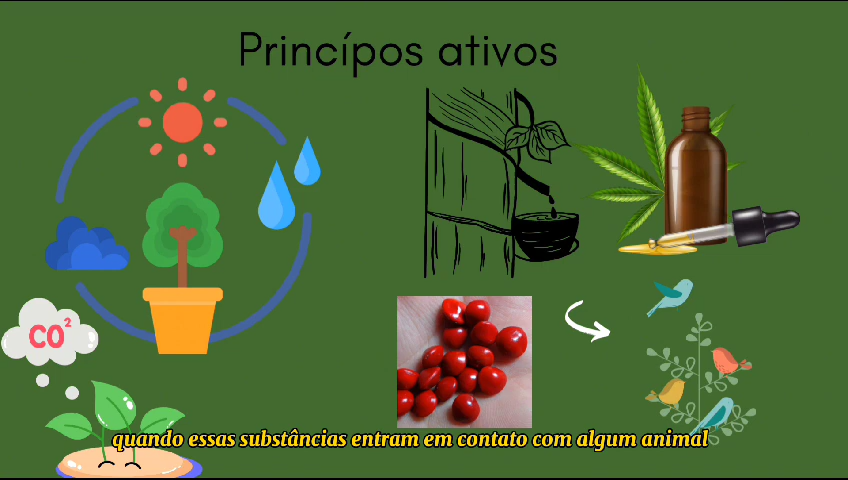 Princípos ativos
CO²
quando essas substâncias entram em contato com algum animal